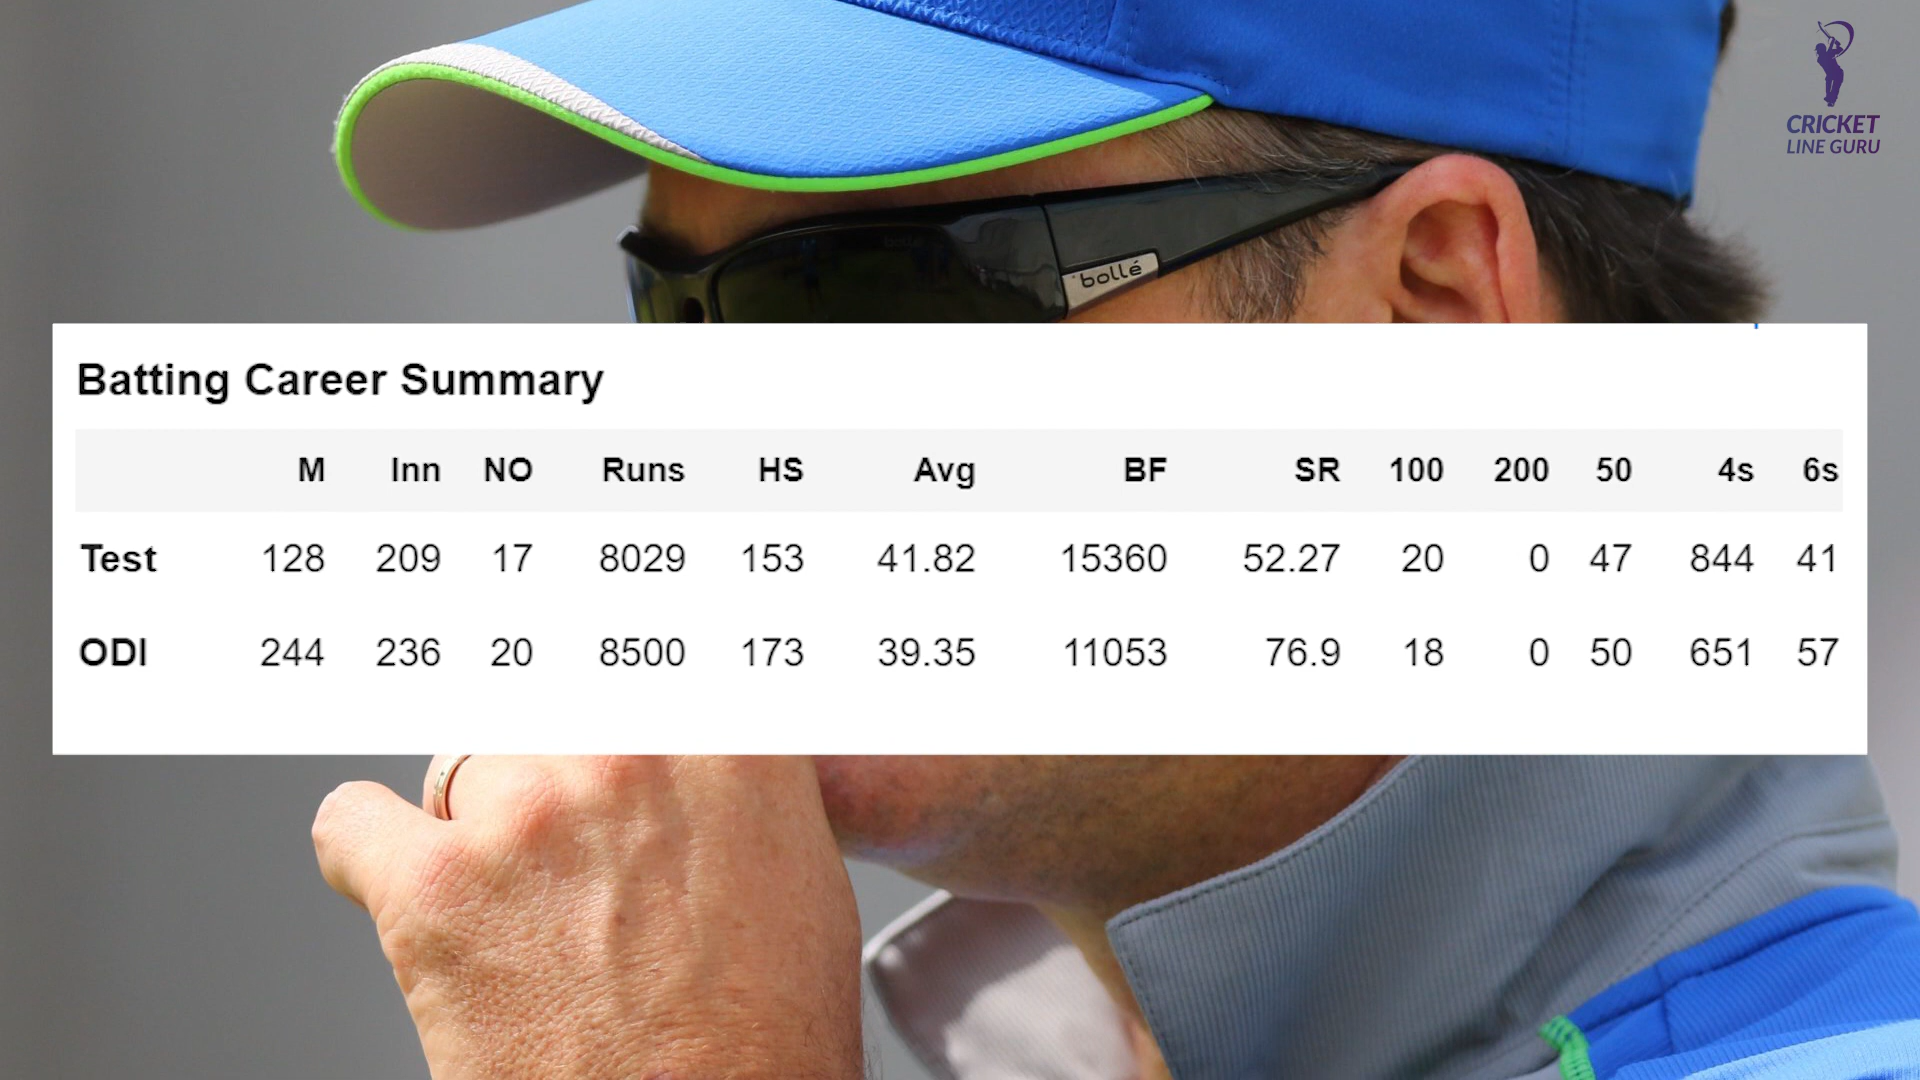 CRICKET
LINE GURU
bollé
Batting Career Summary
M Inn NO Runs HS Avg BF SR 100 200 50 4s 6s
Test 128 209 17 8029 153 41.82 15360 52.27 20 0 47 844 41
ODI 244 236 20 8500 173 39.35 11053 76.9 18 0 50 651 57